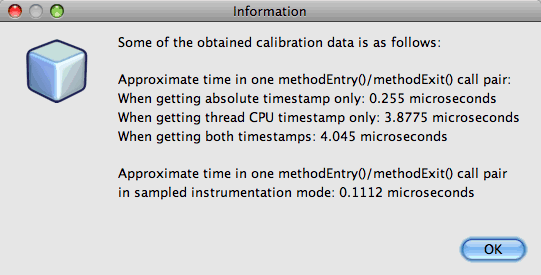 Information
Some of the obtained calibration data is as follows:
Approximate time in one methodEntry()/methodExit() call pair:
When getting absolute timestamp only: 0.255 microseconds
When getting thread CPU timestamp only: 3.8775 microseconds
When getting both timestamps: 4.045 microseconds
Approximate time in one methodEntry()/methodExit() call pair
in sampled instrumentation mode: 0.1112 microseconds
OK